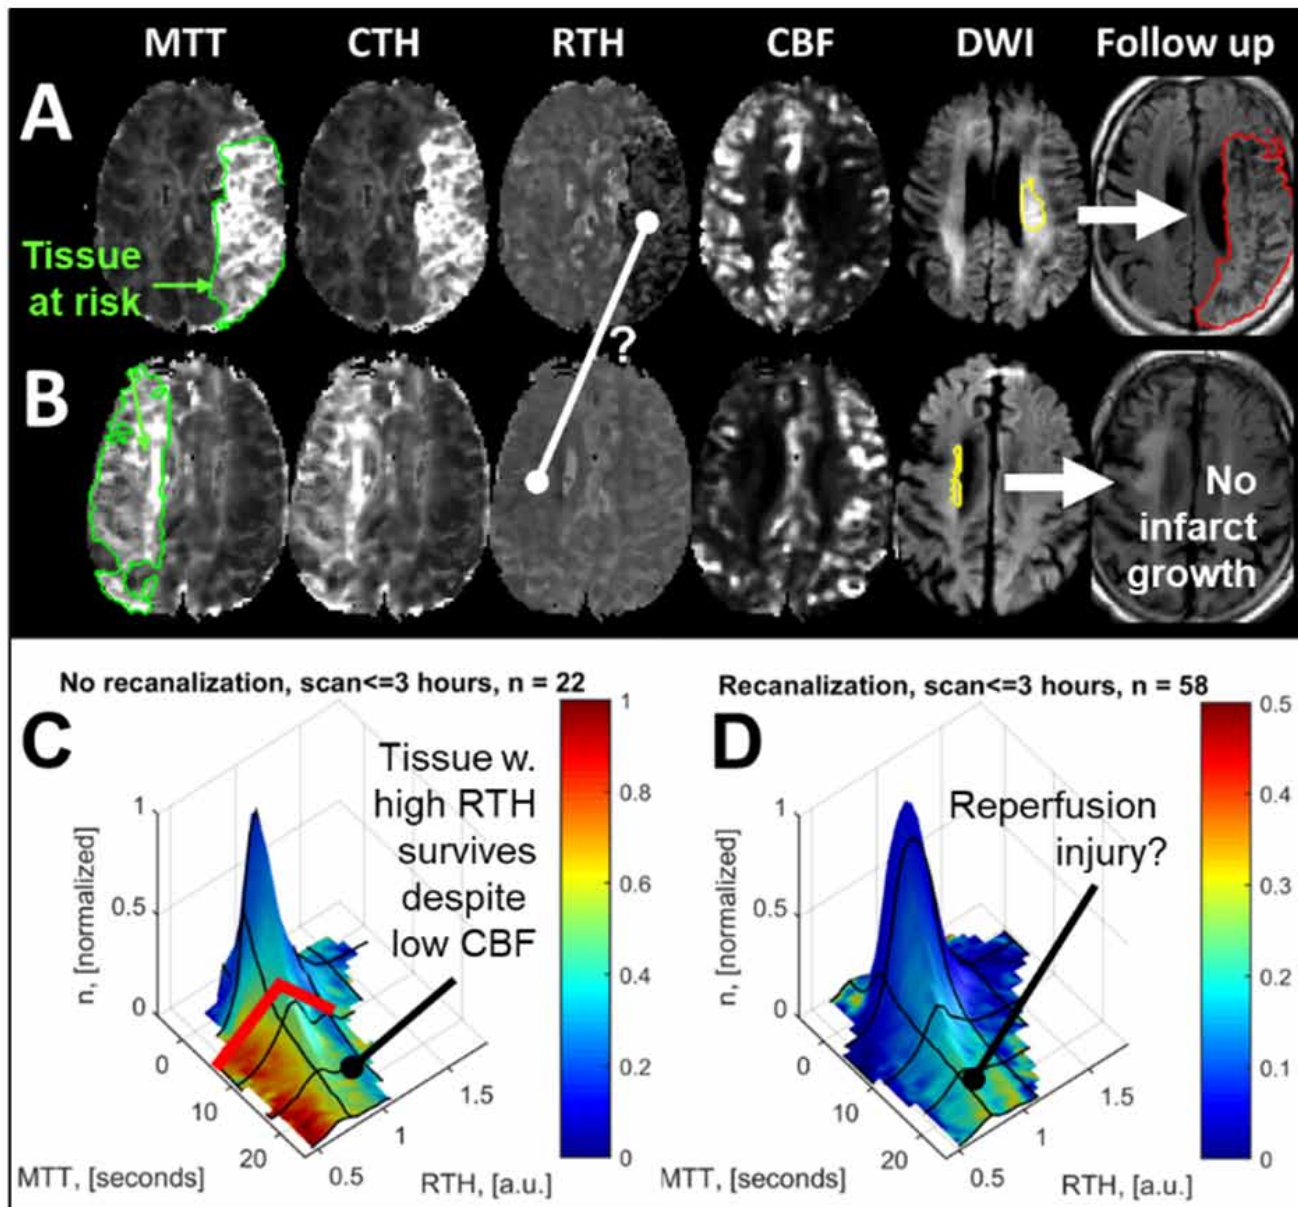 MTT CTH RTH CBF DWI Follow up
A
Tissue
at risk
?
B
No
infarct
growth
No recanalization, scan<=3 hours, n = 22
C
Tissue w.
high RTH
survives
despite
low CBF
1
0.8
0.6
0.4
0.2
0
n, [normalized]
1
0.5
0
0
10
20
MTT, [seconds]
0.5
1
1.5
RTH, [a.u.]
Recanalization, scan<=3 hours, n = 58
D
Reperfusion
injury?
0.5
0.4
0.3
0.2
0.1
0
n, [normalized]
1
0.5
0
0
10
20
MTT, [seconds]
0.5
1
1.5
RTH, [a.u.]